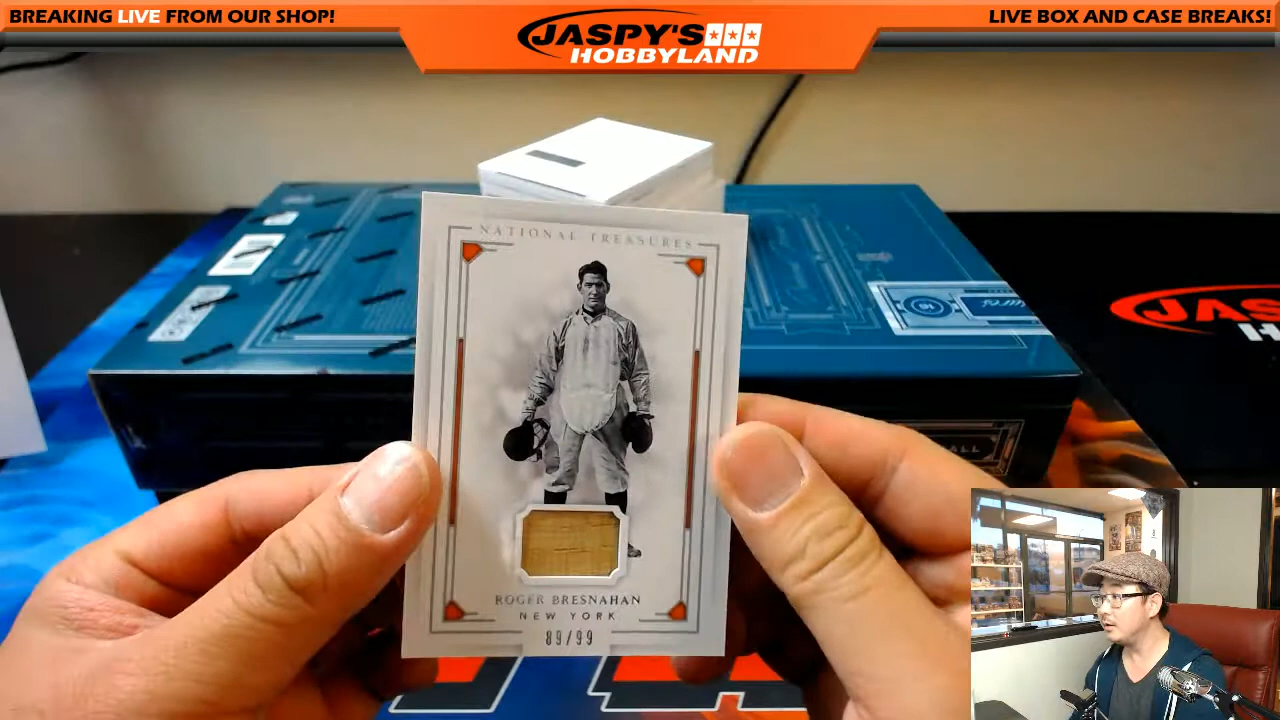 BREAKING LIVE FROM OUR SHOP!
JASPY'S
HOBBYLAND
LIVE BOX AND CASE BREAKS!
NATIONAL TREASURES
ROGER BRESNAHAN
NEW YORK
89/99